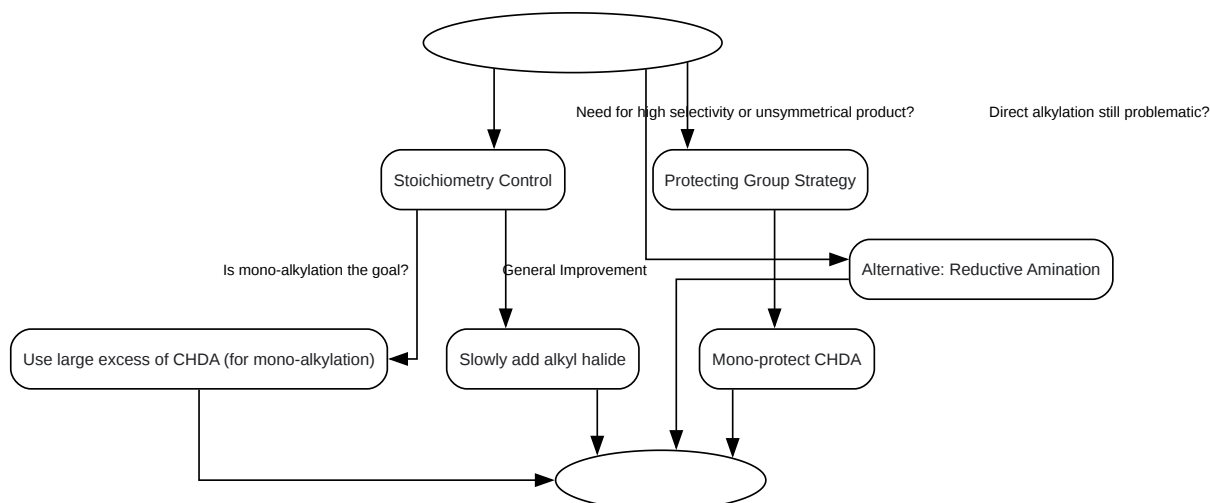 Need for high selectivity or unsymmetrical product?
Direct alkylation still problematic?
Stoichiometry Control
Protecting Group Strategy
Is mono-alkylation the goal?
General Improvement
Alternative: Reductive Amination
Use large excess of CHDA (for mono-alkylation)
Slowly add alkyl halide
Mono-protect CHDA